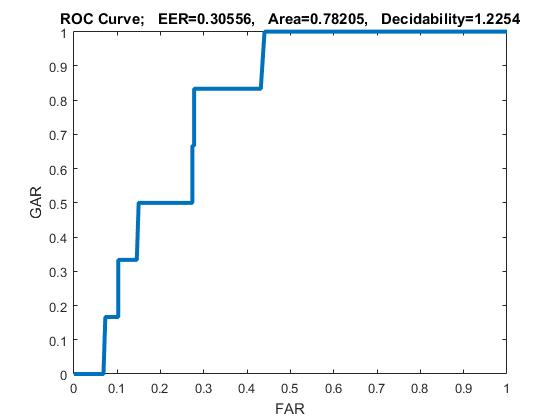 ROC Curve; EER=0.30556, Area=0.78205, Decidability=1.2254
1
0.9
0.8
0.7
0.6
0.5
0.4
0.3
0.2
0.1
0
GAR
0 0.1 0.2 0.3 0.4 0.5 0.6 0.7 0.8 0.9 1
FAR